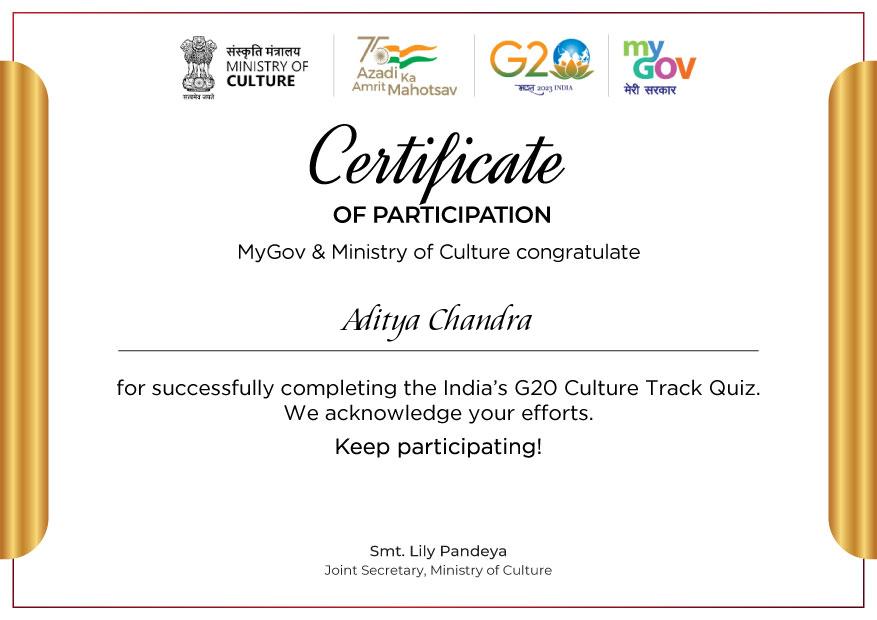 संस्कृति मंत्रालय
MINISTRY OF
CULTURE
सत्यमेव जयते
75
Azadi Ka
Amrit Mahotsav
G20
भारत 2023 INDIA
my
GOV
मेरी सरकार
Certificate
OF PARTICIPATION
MyGov & Ministry of Culture congratulate
Aditya Chandra
for successfully completing the India’s G20 Culture Track Quiz.
We acknowledge your efforts.
Keep participating!
Smt. Lily Pandeya
Joint Secretary, Ministry of Culture